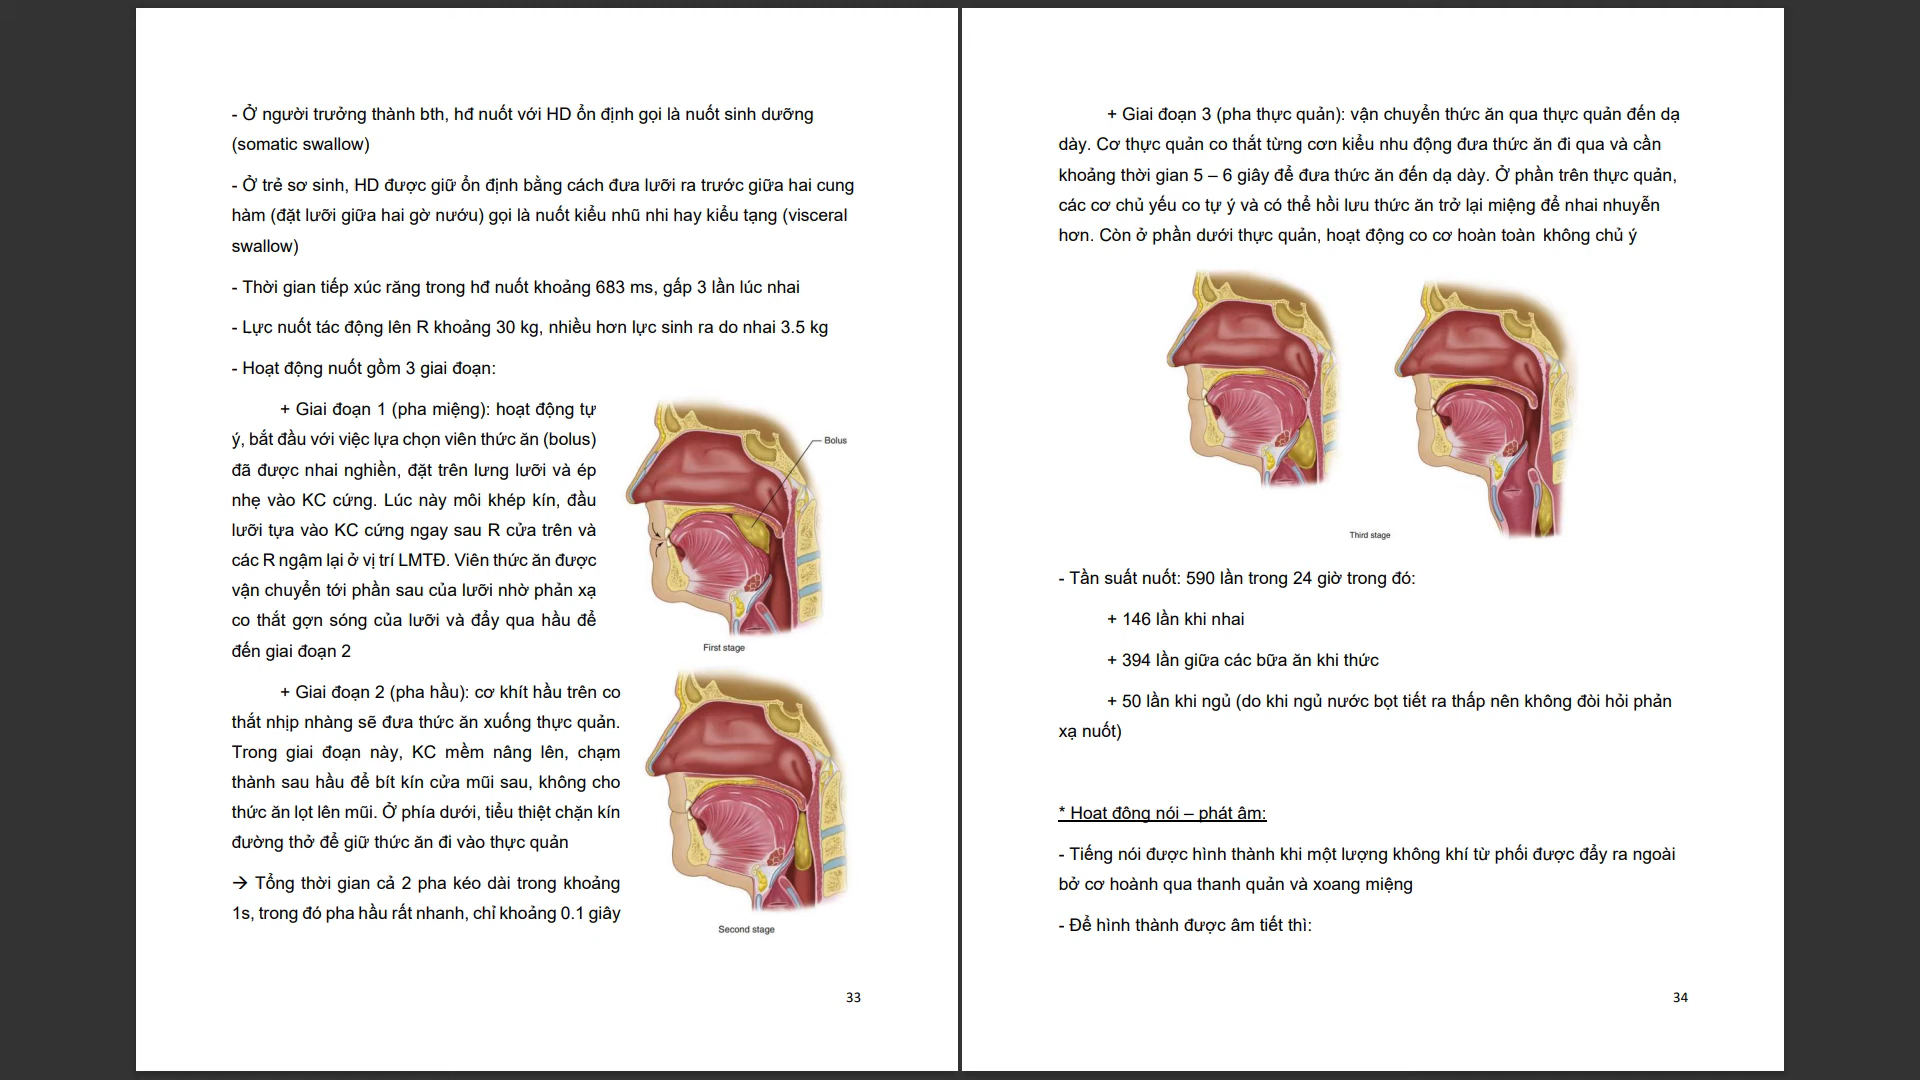 - Ở người trưởng thành bth, hđ nuốt với HD ổn định gọi là nuốt sinh dưỡng
(somatic swallow)
- Ở trẻ sơ sinh, HD được giữ ổn định bằng cách đưa lưỡi ra trước giữa hai cung
hàm (đặt lưỡi giữa hai gờ nướu) gọi là nuốt kiểu nhũ nhi hay kiểu tạng (visceral
swallow)
- Thời gian tiếp xúc răng trong hđ nuốt khoảng 683 ms, gấp 3 lần lúc nhai
- Lực nuốt tác động lên R khoảng 30 kg, nhiều hơn lực sinh ra do nhai 3.5 kg
- Hoạt động nuốt gồm 3 giai đoạn:
+ Giai đoạn 1 (pha miệng): hoạt động tự
ý, bắt đầu với việc lựa chọn viên thức ăn (bolus)
đã được nhai nghiền, đặt trên lưng lưỡi và ép
nhẹ vào KC cứng. Lúc này môi khép kín, đầu
lưỡi tựa vào KC cứng ngay sau R cửa trên và
các R ngậm lại ở vị trí LMTĐ. Viên thức ăn được
vận chuyển tới phần sau của lưỡi nhờ phản xạ
co thắt gợn sóng của lưỡi và đẩy qua hầu để
đến giai đoạn 2
Bolus
First stage
+ Giai đoạn 2 (pha hầu): cơ khít hầu trên co
thắt nhịp nhàng sẽ đưa thức ăn xuống thực quản.
Trong giai đoạn này, KC mềm nâng lên, chạm
thành sau hầu để bít kín cửa mũi sau, không cho
thức ăn lọt lên mũi. Ở phía dưới, tiểu thiệt chặn kín
đường thở để giữ thức ăn đi vào thực quản
→ Tổng thời gian cả 2 pha kéo dài trong khoảng
1s, trong đó pha hầu rất nhanh, chỉ khoảng 0.1 giây
Second stage
33
+ Giai đoạn 3 (pha thực quản): vận chuyển thức ăn qua thực quản đến dạ
dày. Cơ thực quản co thắt từng cơn kiểu nhu động đưa thức ăn đi qua và cần
khoảng thời gian 5 – 6 giây để đưa thức ăn đến dạ dày. Ở phần trên thực quản,
các cơ chủ yếu co tự ý và có thể hồi lưu thức ăn trở lại miệng để nhai nhuyễn
hơn. Còn ở phần dưới thực quản, hoạt động co cơ hoàn toàn không chủ ý
Third stage
- Tần suất nuốt: 590 lần trong 24 giờ trong đó:
+ 146 lần khi nhai
+ 394 lần giữa các bữa ăn khi thức
+ 50 lần khi ngủ (do khi ngủ nước bọt tiết ra thấp nên không đòi hỏi phản
xạ nuốt)
* Hoạt động nói – phát âm:
- Tiếng nói được hình thành khi một lượng không khí từ phối được đẩy ra ngoài
bở cơ hoành qua thanh quản và xoang miệng
- Để hình thành được âm tiết thì:
34